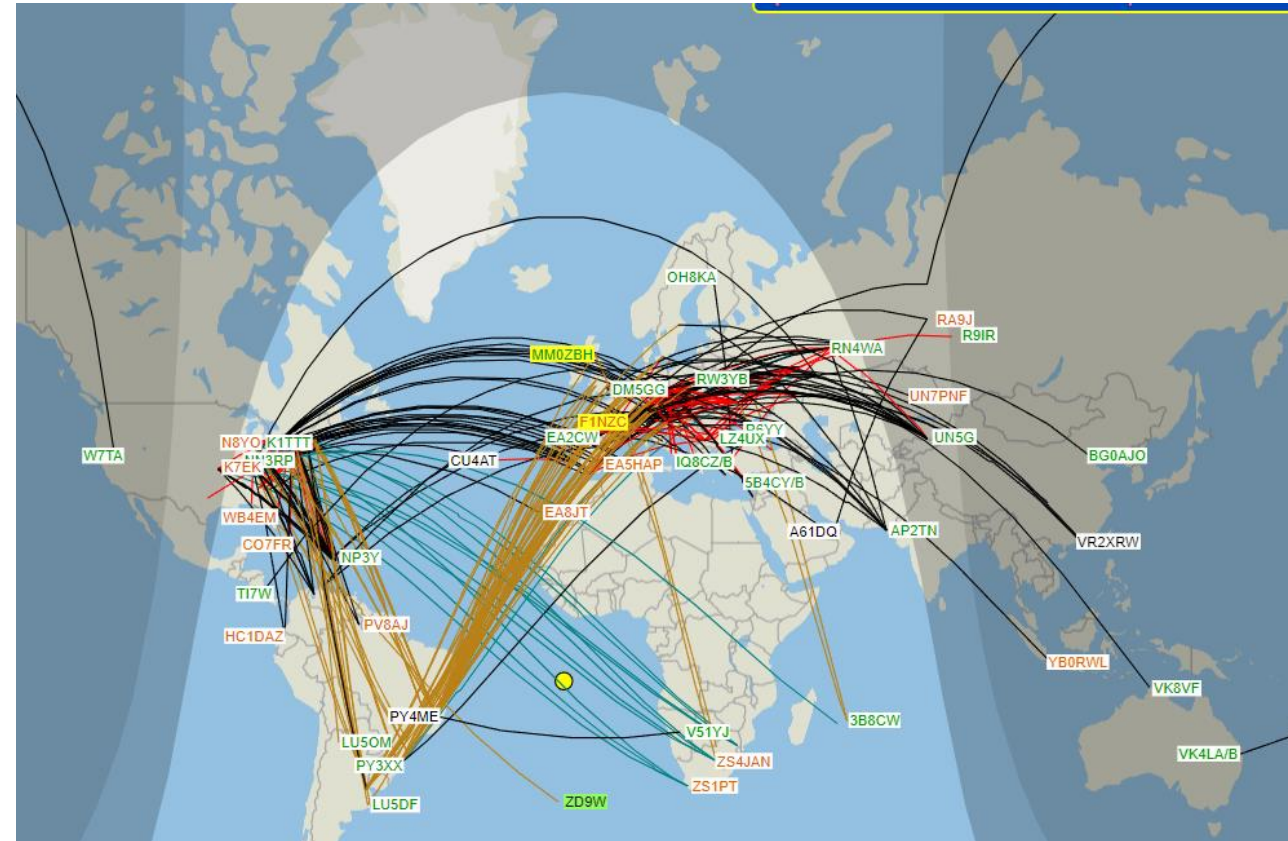 OH8KA
RA9J
R9IR
RN4WA
MM0ZBH
RW3YB
DM5GG
UN7PNF
F1NZC
EA2CW
LZ4UX
UN5G
N8YO
K1TTT
W7TA
BG0AJO
K7EK
CU4AT
EA5HAP
IQ8CZ/B
5B4CY/B
WB4EM
EA8JT
A61DQ
AP2TN
VR2XRW
CO7FR
NP3Y
TI7W
HC1DAZ
PV8AJ
YB0RWL
VK8VF
PY4ME
3B8CW
V51YJ
LU5OM
VK4LA/B
PY3XX
ZS4JAN
ZS1PT
LU5DF
ZD9W